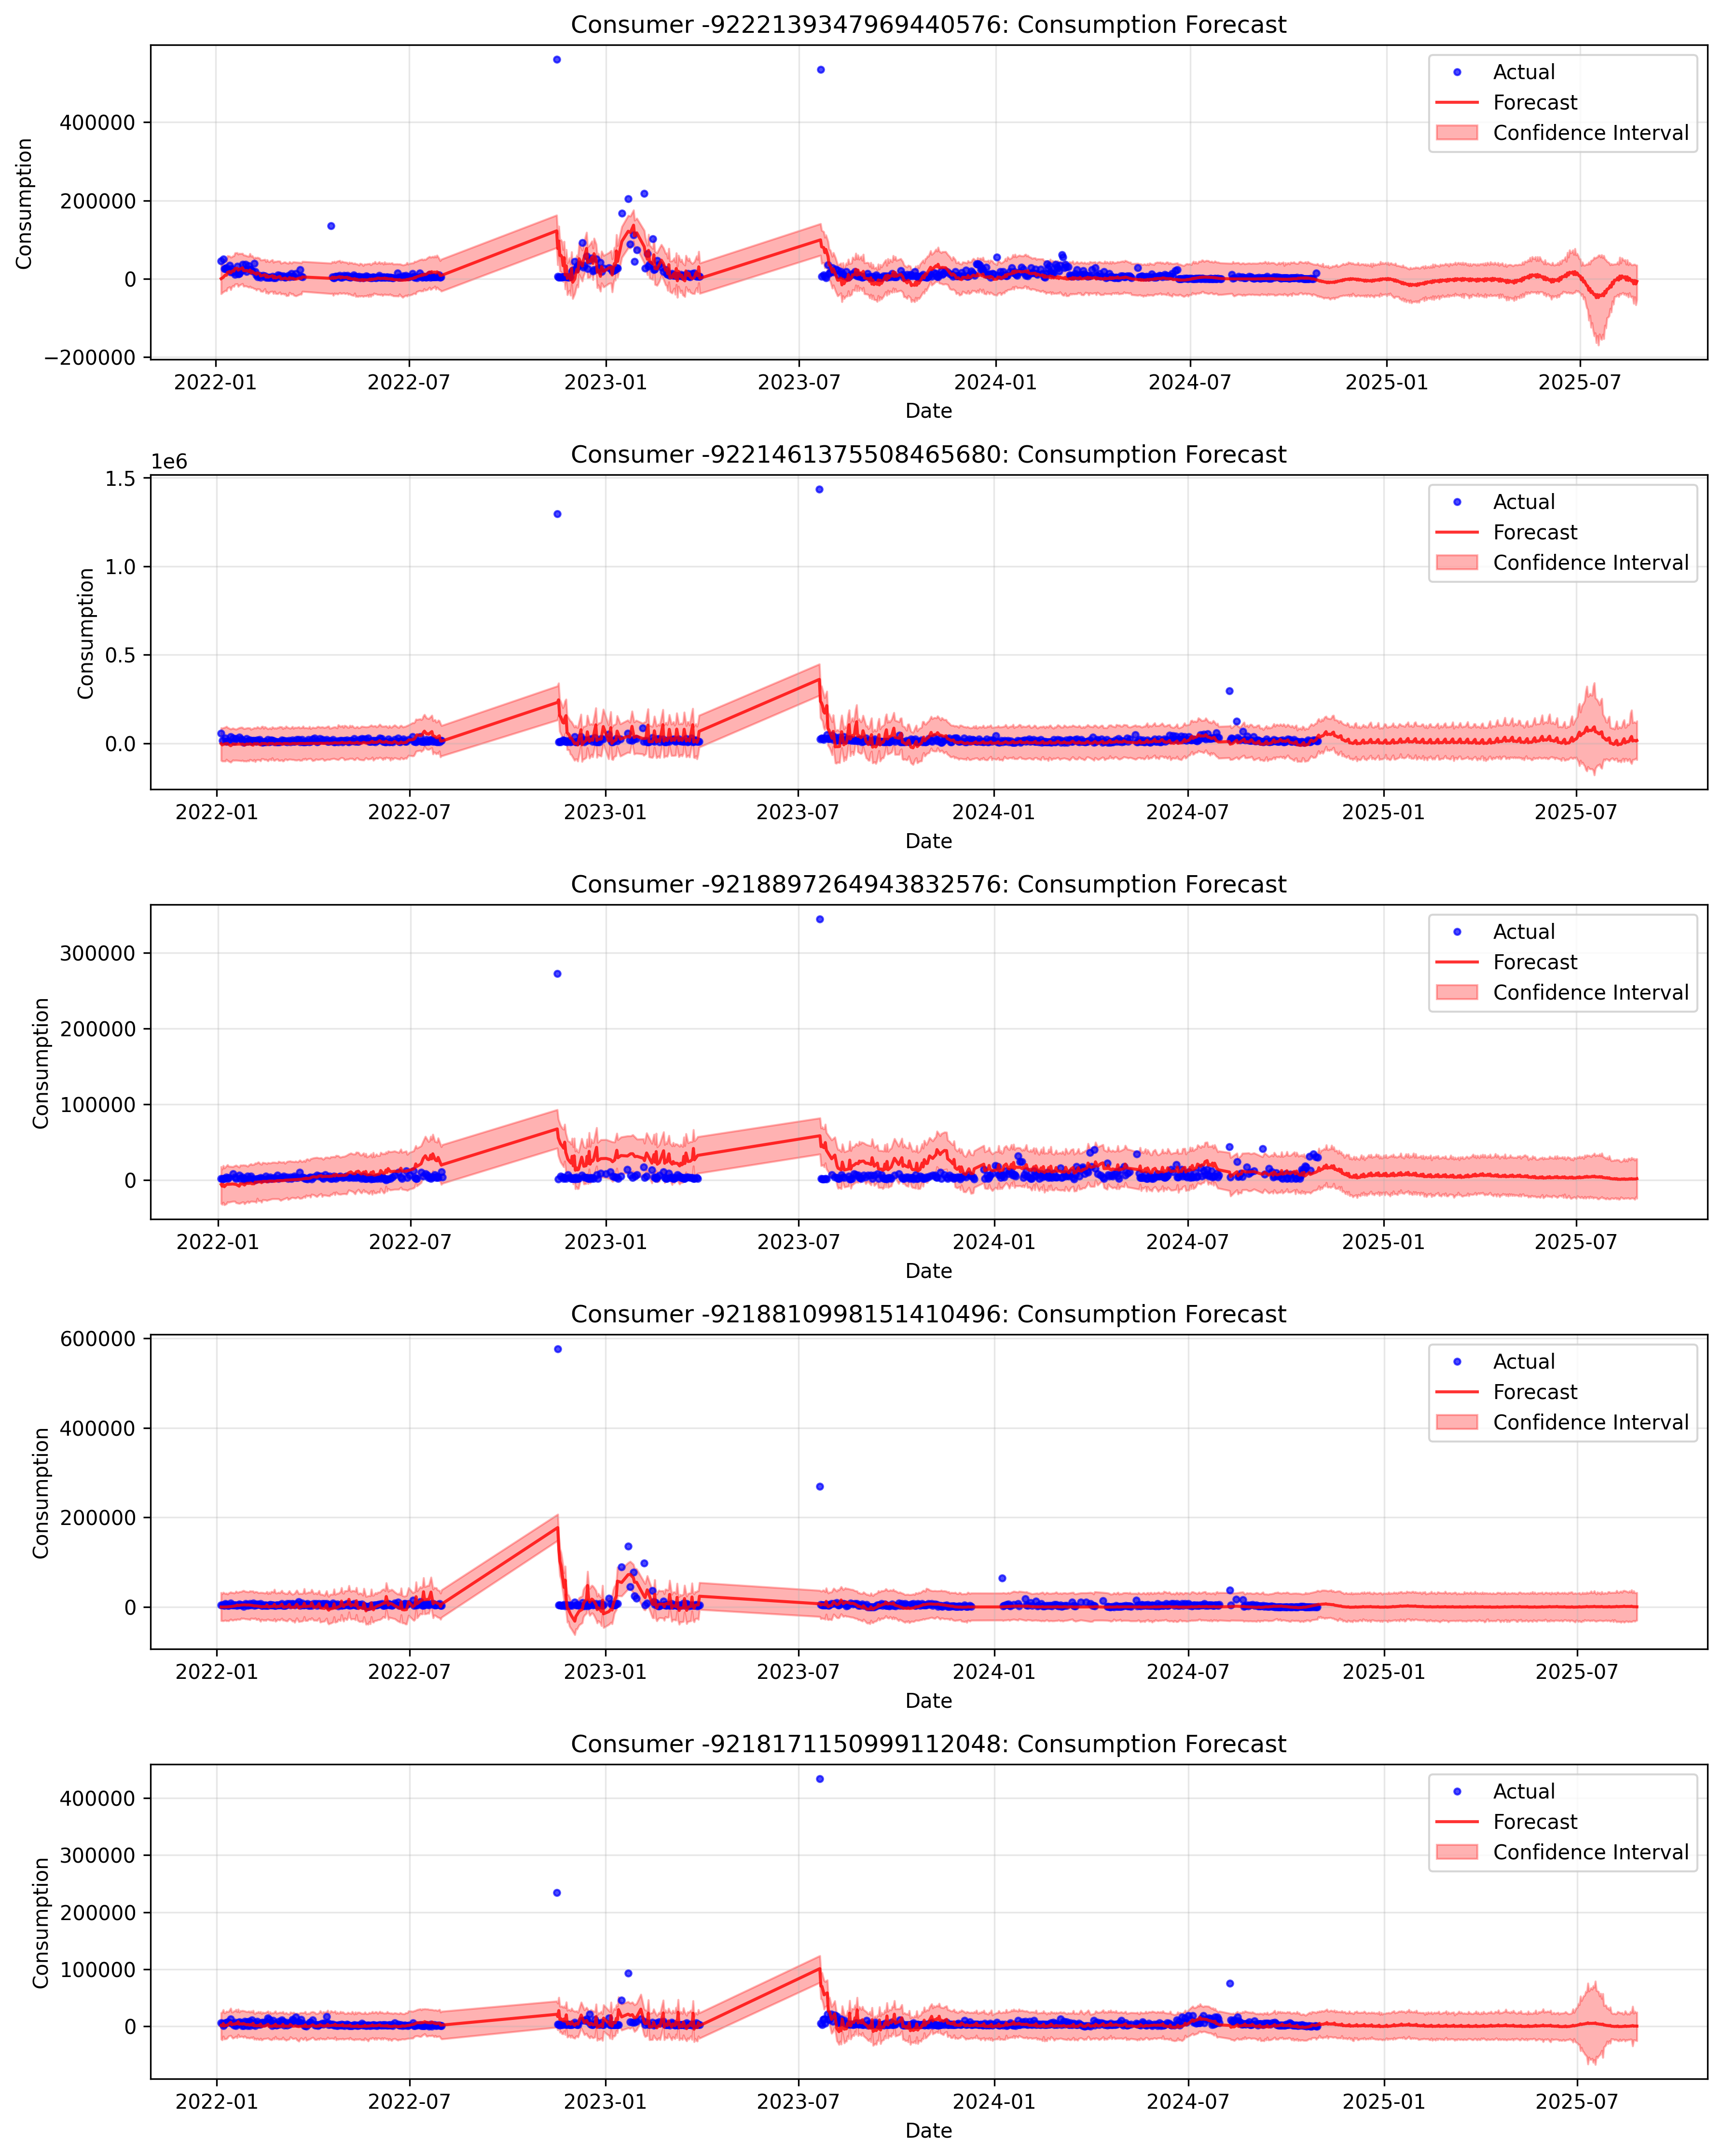 Consumer -9222139347969440576: Consumption Forecast
Consumption
400000
200000
0
−200000
Actual
Forecast
Confidence Interval
2022-01 2022-07 2023-01 2023-07 2024-01 2024-07 2025-01 2025-07
Date
Consumer -9221461375508465680: Consumption Forecast
1e6
Consumption
1.5
1.0
0.5
0.0
Actual
Forecast
Confidence Interval
2022-01 2022-07 2023-01 2023-07 2024-01 2024-07 2025-01 2025-07
Date
Consumer -9218897264943832576: Consumption Forecast
Consumption
300000
200000
100000
0
Actual
Forecast
Confidence Interval
2022-01 2022-07 2023-01 2023-07 2024-01 2024-07 2025-01 2025-07
Date
Consumer -9218810998151410496: Consumption Forecast
Consumption
600000
400000
200000
0
Actual
Forecast
Confidence Interval
2022-01 2022-07 2023-01 2023-07 2024-01 2024-07 2025-01 2025-07
Date
Consumer -9218171150999112048: Consumption Forecast
Consumption
400000
300000
200000
100000
0
Actual
Forecast
Confidence Interval
2022-01 2022-07 2023-01 2023-07 2024-01 2024-07 2025-01 2025-07
Date